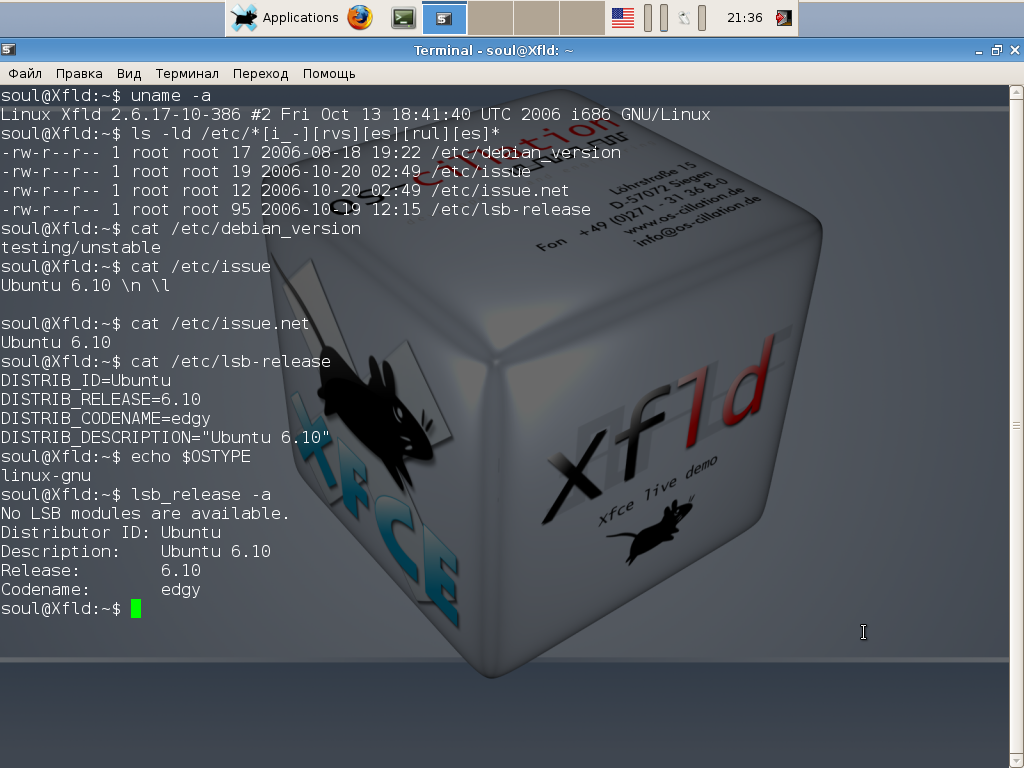 Applications
21:36
Terminal - soul@Xfld: ~
Файл Правка Вид Терминал Переход Помощь
soul@Xfld:~$ uname -a
Linux Xfld 2.6.17-10-386 #2 Fri Oct 13 18:41:40 UTC 2006 i686 GNU/Linux
soul@Xfld:~$ ls -ld /etc/*[i_-][rvs][es][rul][es]*
-rw-r--r-- 1 root root 17 2006-08-18 19:22 /etc/debian_version
-rw-r--r-- 1 root root 19 2006-10-20 02:49 /etc/issue
-rw-r--r-- 1 root root 12 2006-10-20 02:49 /etc/issue.net
-rw-r--r-- 1 root root 95 2006-10-19 12:15 /etc/lsb-release
soul@Xfld:~$ cat /etc/debian_version
testing/unstable
soul@Xfld:~$ cat /etc/issue
Ubuntu 6.10 \n \l
soul@Xfld:~$ cat /etc/issue.net
Ubuntu 6.10
soul@Xfld:~$ cat /etc/lsb-release
DISTRIB_ID=Ubuntu
DISTRIB_RELEASE=6.10
DISTRIB_CODENAME=edgy
DISTRIB_DESCRIPTION="Ubuntu 6.10"
soul@Xfld:~$ echo $OSTYPE
linux-gnu
soul@Xfld:~$ lsb_release -a
No LSB modules are available.
Distributor ID: Ubuntu
Description:    Ubuntu 6.10
Release:        6.10
Codename:       edgy
soul@Xfld:~$
os-cillation
Löhrstraße 15
D-57072 Siegen
Fon +49 (0)271 - 31 36 8-0
www.os-cillation.de
info@os-cillation.de
XFCE
xfld
xfce live demo